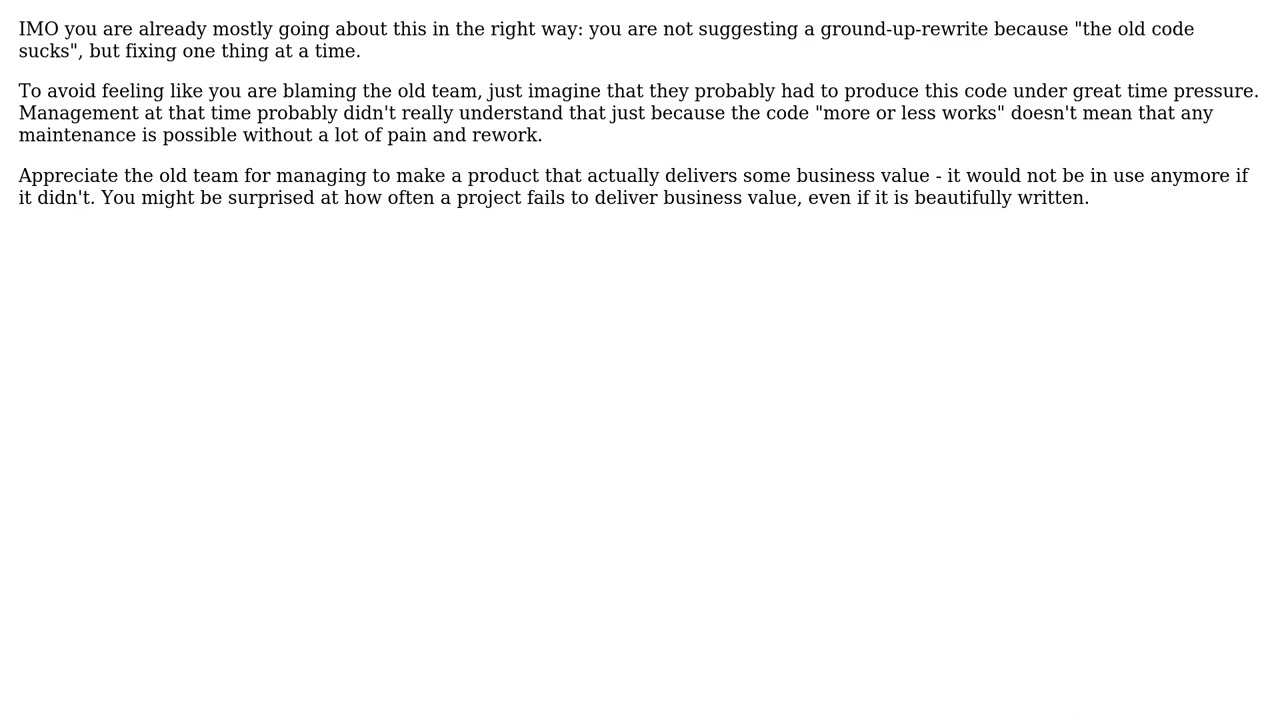 IMO you are already mostly going about this in the right way: you are not suggesting a ground-up-rewrite because "the old code
sucks", but fixing one thing at a time.
To avoid feeling like you are blaming the old team, just imagine that they probably had to produce this code under great time pressure.
Management at that time probably didn't really understand that just because the code "more or less works" doesn't mean that any
maintenance is possible without a lot of pain and rework.
Appreciate the old team for managing to make a product that actually delivers some business value - it would not be in use anymore if
it didn't. You might be surprised at how often a project fails to deliver business value, even if it is beautifully written.